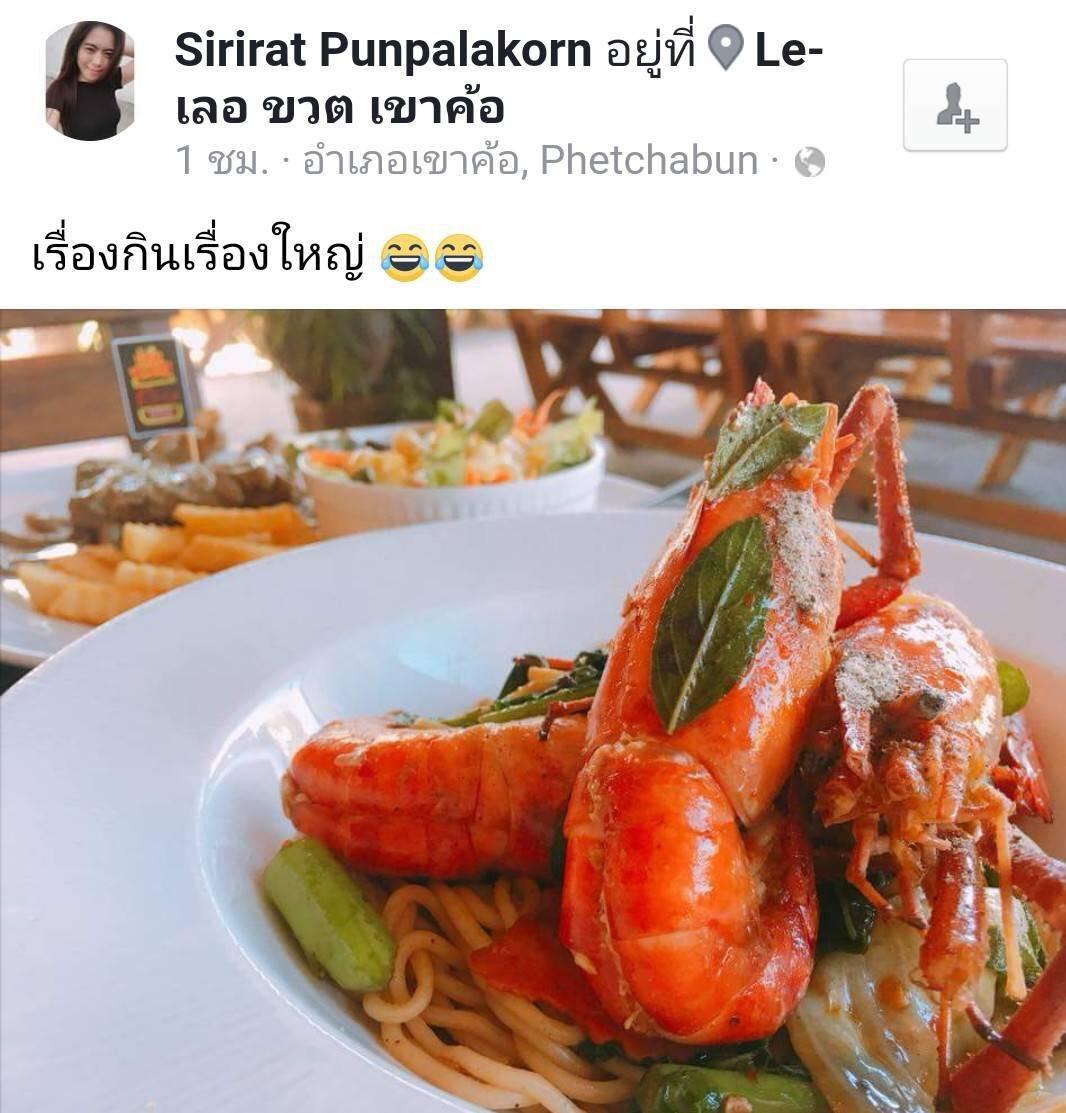 Sirirat Punpalakorn อยู่ที่ Le-
เลอ ขวต เขาค้อ
1 ชม. · อำเภอเขาค้อ, Phetchabun ·
เรื่องกินเรื่องใหญ่ 😂😂